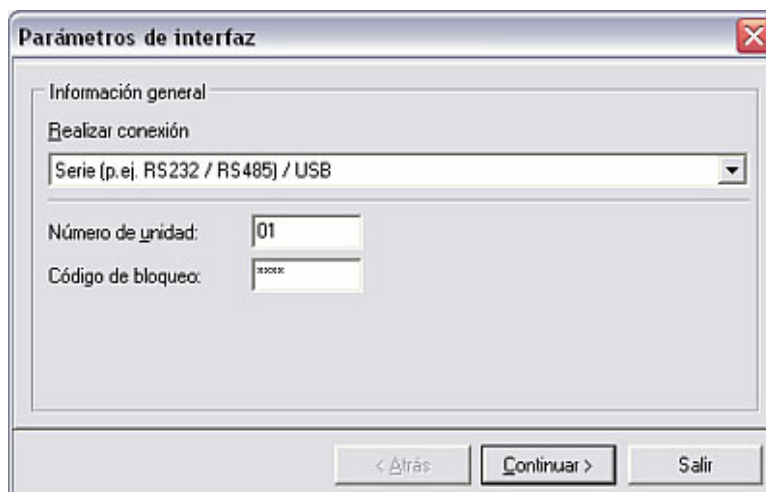 Parámetros de interfaz
Información general
Realizar conexión
Serie (p.ej. RS232 / RS485) / USB
Número de unidad: 01
Código de bloqueo: ****
< Atrás Continuar > Salir